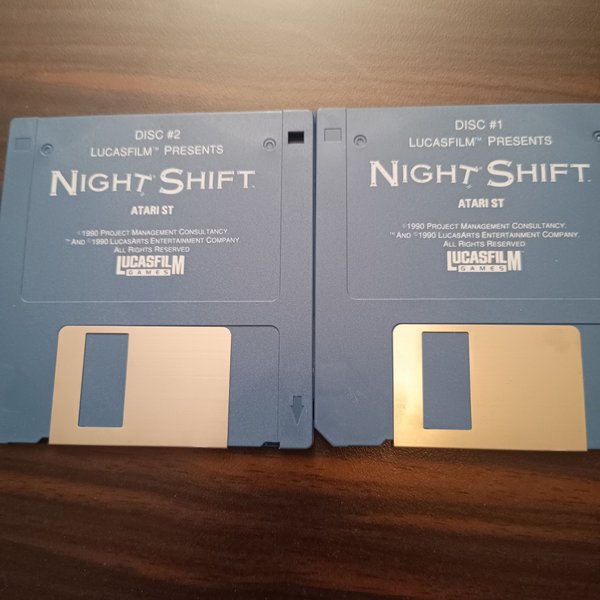 DISC #2
LUCASFILM™ PRESENTS
NIGHT SHIFT™
ATARI ST
©1990 PROJECT MANAGEMENT CONSULTANCY.
™ AND ©1990 LUCASARTS ENTERTAINMENT COMPANY.
ALL RIGHTS RESERVED
LUCASFILM
GAMES
DISC #1
LUCASFILM™ PRESENTS
NIGHT SHIFT™
ATARI ST
©1990 PROJECT MANAGEMENT CONSULTANCY.
™ AND ©1990 LUCASARTS ENTERTAINMENT COMPANY.
ALL RIGHTS RESERVED
LUCASFILM
GAMES